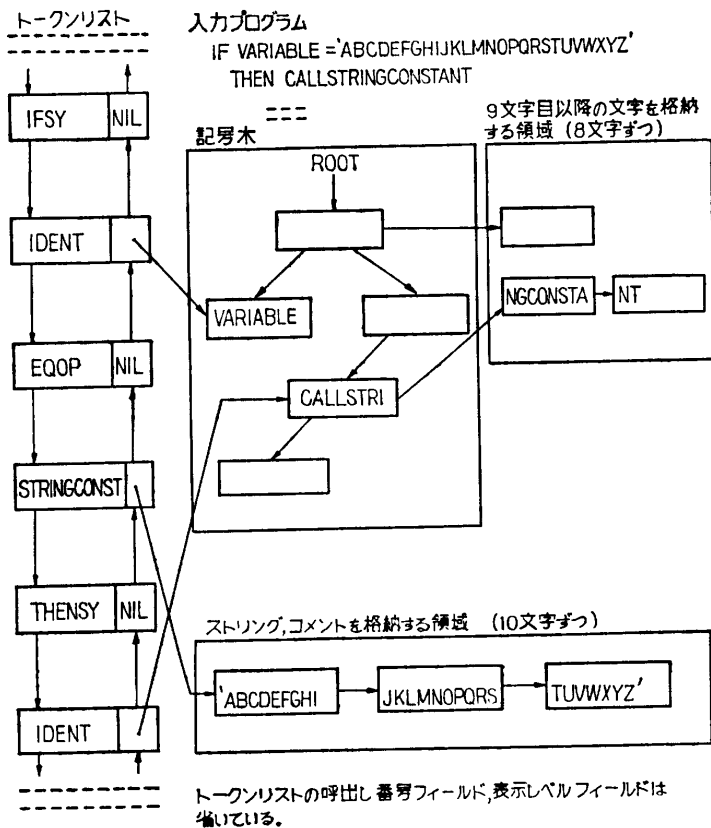 トークンリスト
入力プログラム
IF VARIABLE ='ABCDEFGHIJKLMNOPQRSTUVWXYZ'
THEN CALLSTRINGCONSTANT
IFSY NIL
IDENT
EQOP NIL
STRINGCONST
THENSY NIL
IDENT
記号木
ROOT
VARIABLE
CALLSTRI
9文字目以降の文字を格納
する領域 (8文字ずつ)
NGCONSTA NT
ストリング,コメントを格納する領域 (10文字ずつ)
'ABCDEFGHI JKLMNOPQRS TUVWXYZ'
トークンリストの呼出し番号フィールド,表示レベルフィールドは
省いている。